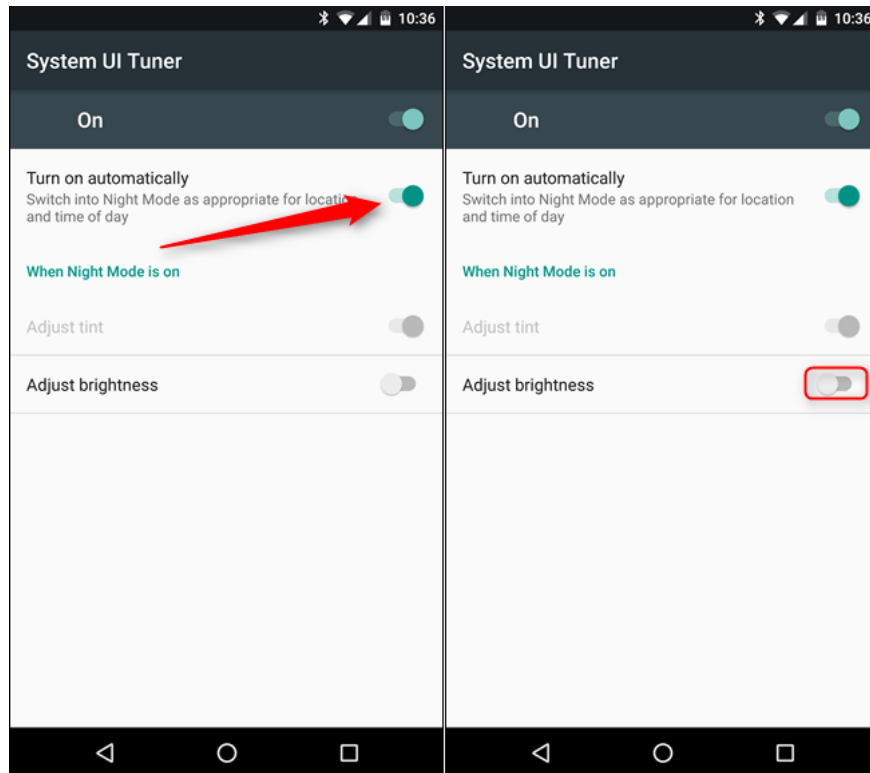 10:36
System UI Tuner
On
Turn on automatically
Switch into Night Mode as appropriate for location
and time of day
When Night Mode is on
Adjust tint
Adjust brightness
10:36
System UI Tuner
On
Turn on automatically
Switch into Night Mode as appropriate for location
and time of day
When Night Mode is on
Adjust tint
Adjust brightness